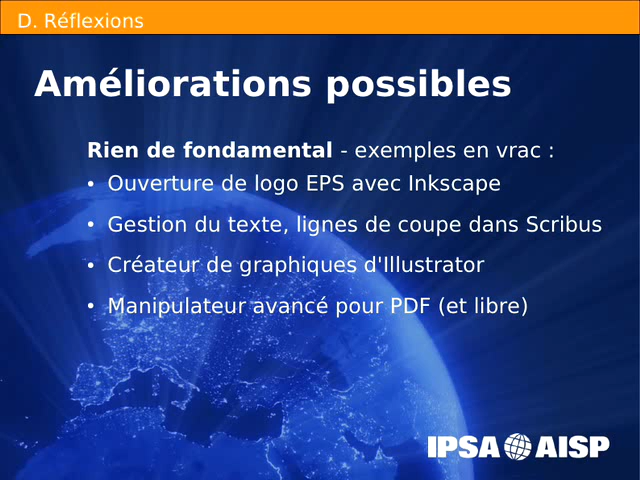 D. Réflexions
Améliorations possibles
Rien de fondamental - exemples en vrac :
• Ouverture de logo EPS avec Inkscape
• Gestion du texte, lignes de coupe dans Scribus
• Créateur de graphiques d'Illustrator
• Manipulateur avancé pour PDF (et libre)
IPSA AISP